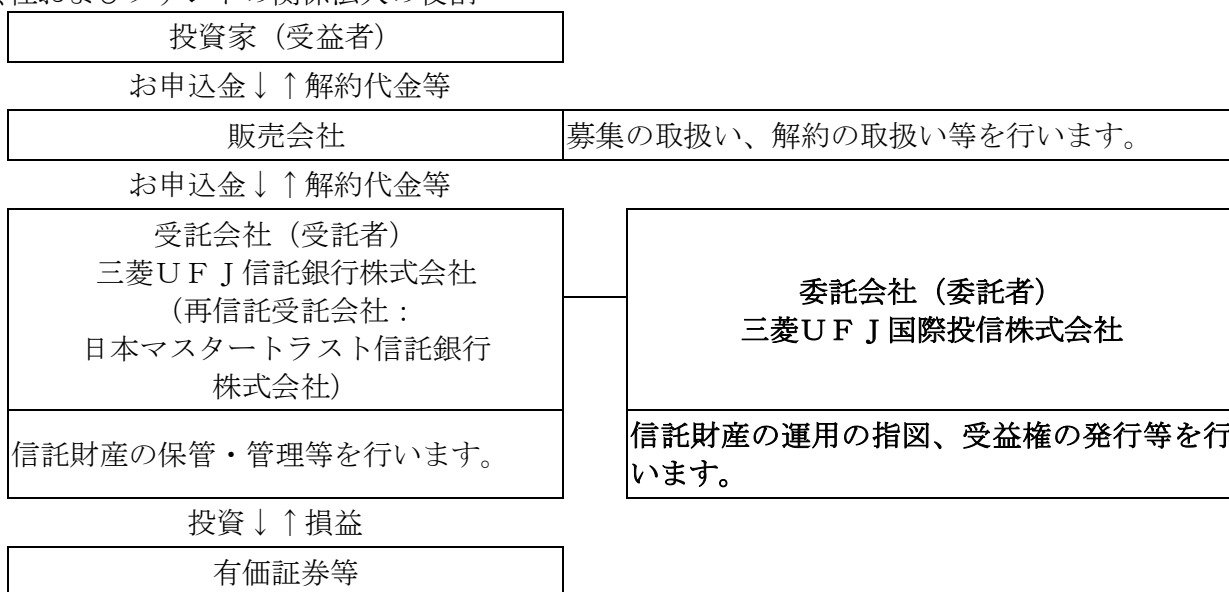 投資家（受益者）
お申込金↓↑解約代金等
販売会社
募集の取扱い、解約の取扱い等を行います。
お申込金↓↑解約代金等
受託会社（受託者）
三菱ＵＦＪ信託銀行株式会社
（再信託受託会社：
日本マスタートラスト信託銀行
株式会社）
委託会社（委託者）
三菱ＵＦＪ国際投信株式会社
信託財産の保管・管理等を行います。
信託財産の運用の指図、受益権の発行等を行
います。
投資↓↑損益
有価証券等